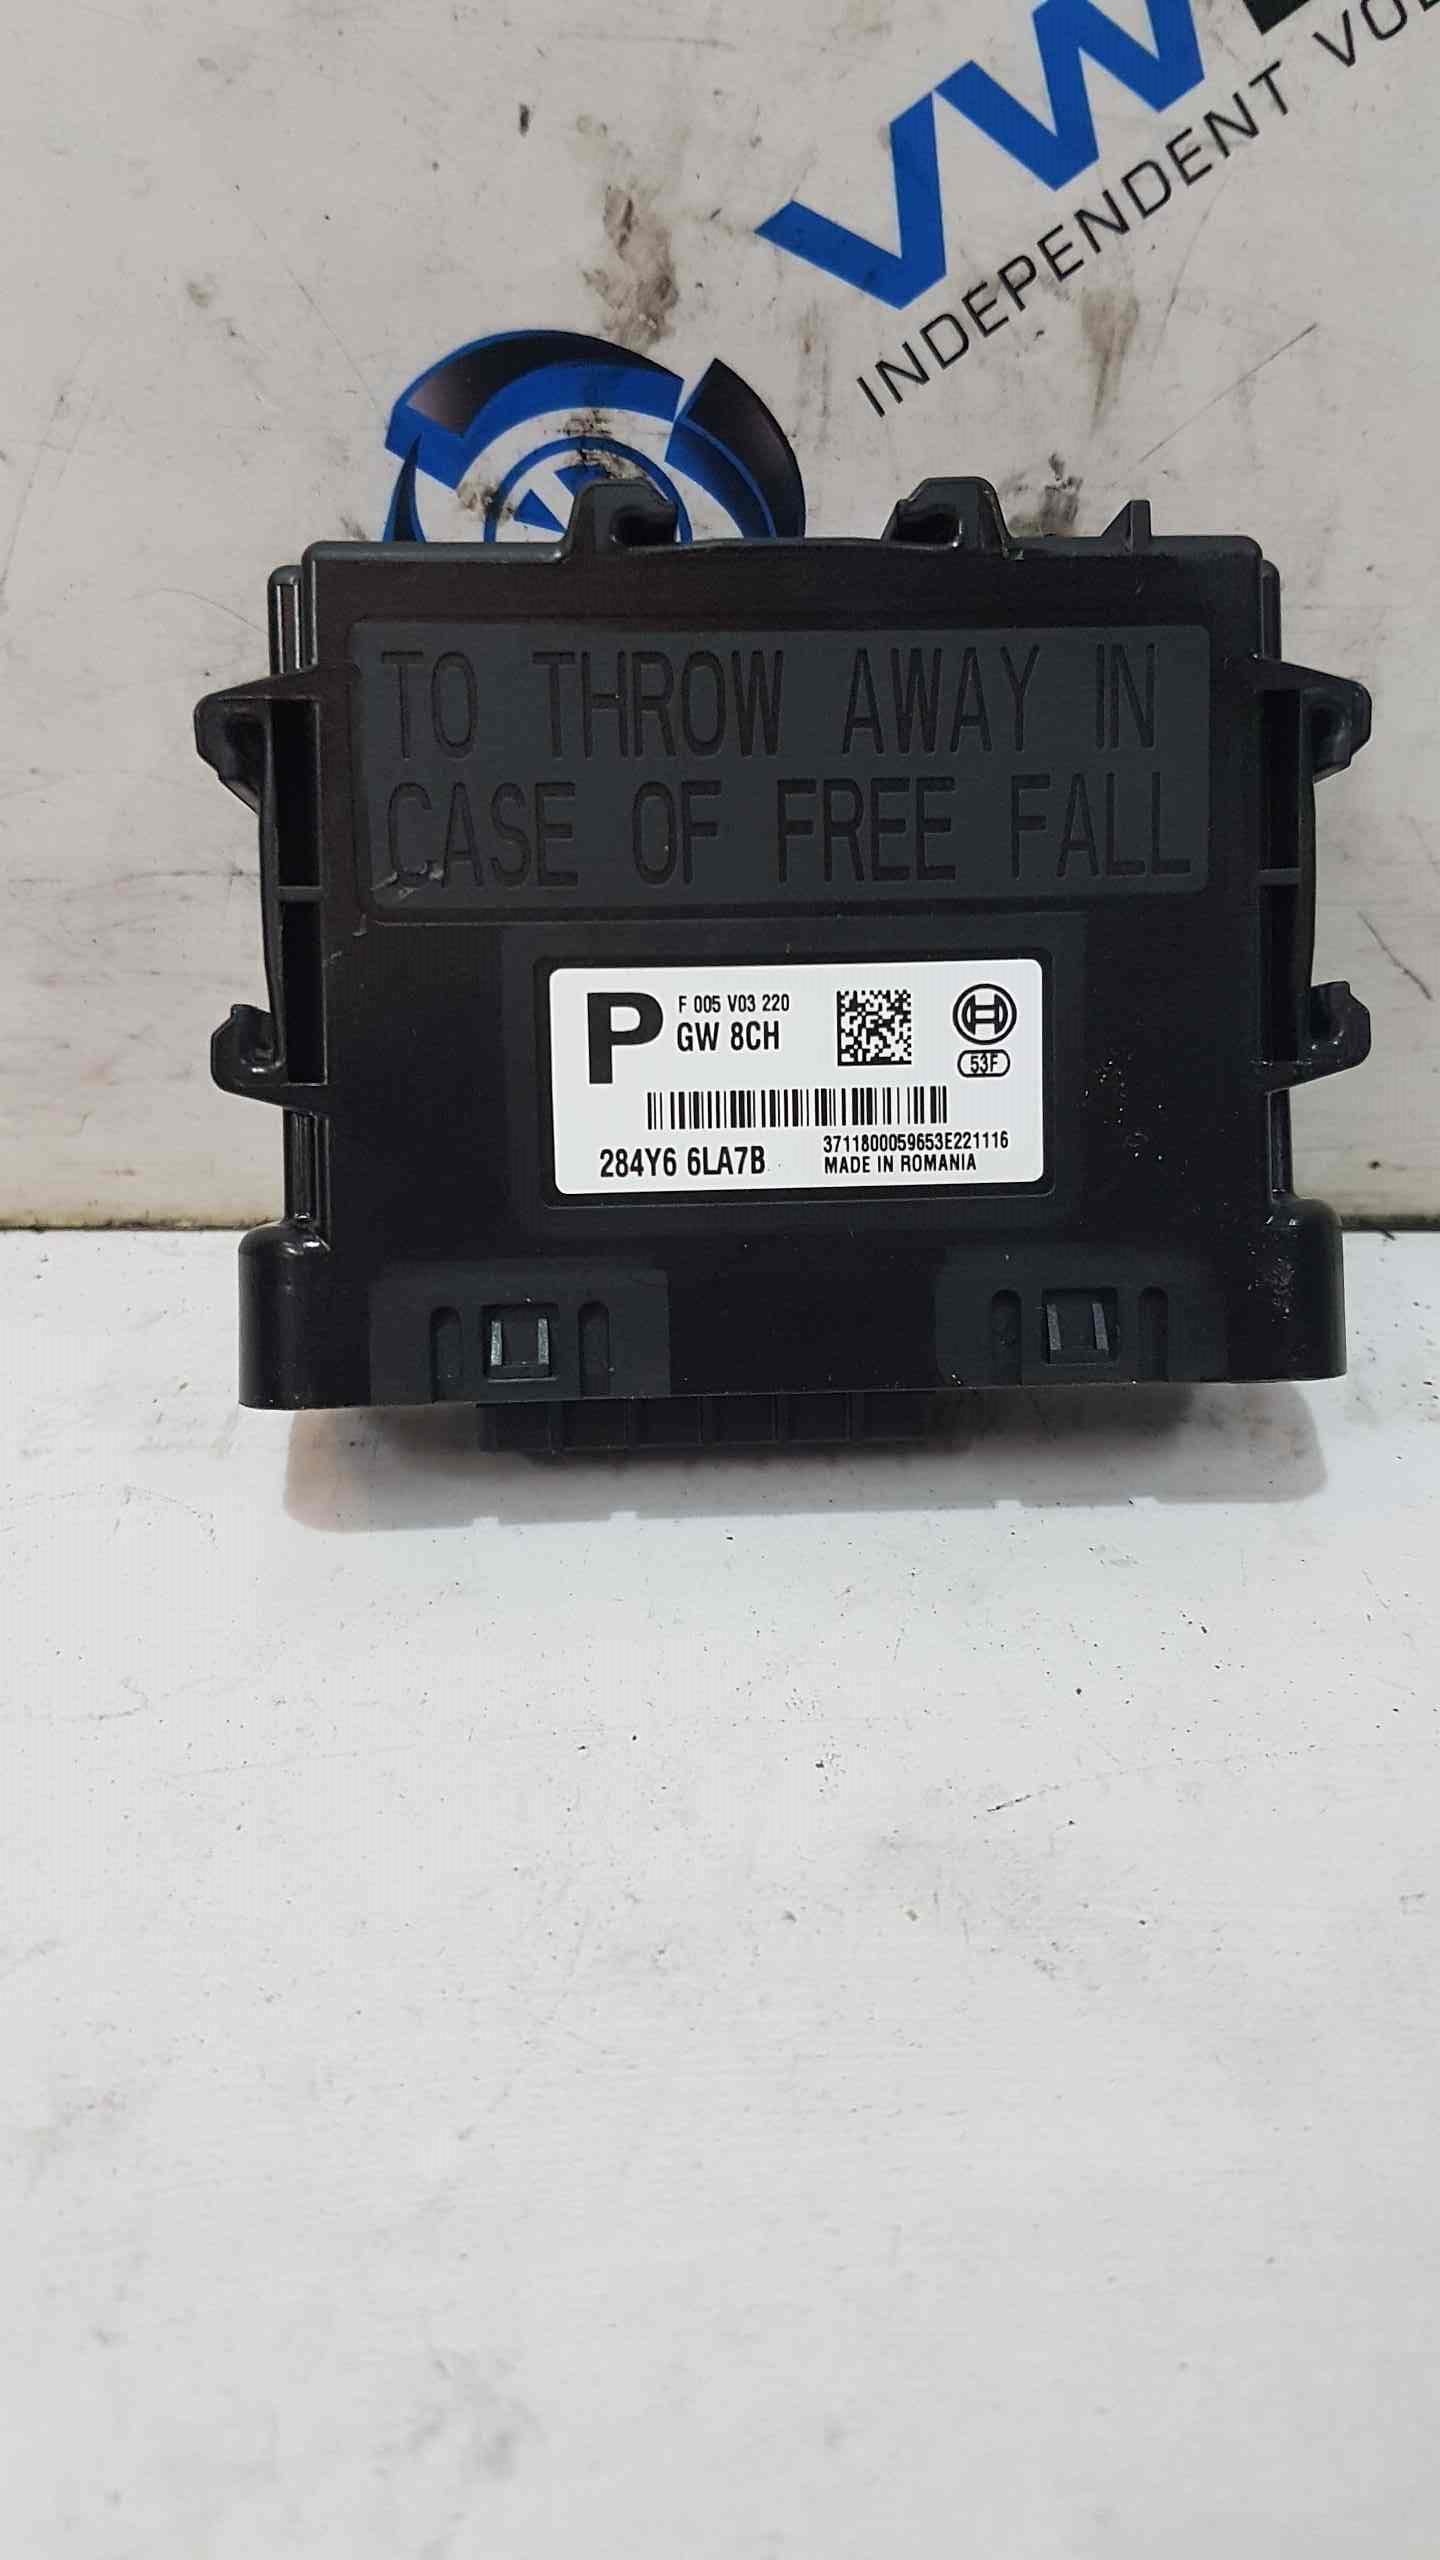 VW
INDEPENDENT
TO THROW AWAY IN
CASE OF FREE FALL
P
F 005 V03 220
GW 8CH
53F
284Y6 6LA7B
3711800059653E221116
MADE IN ROMANIA